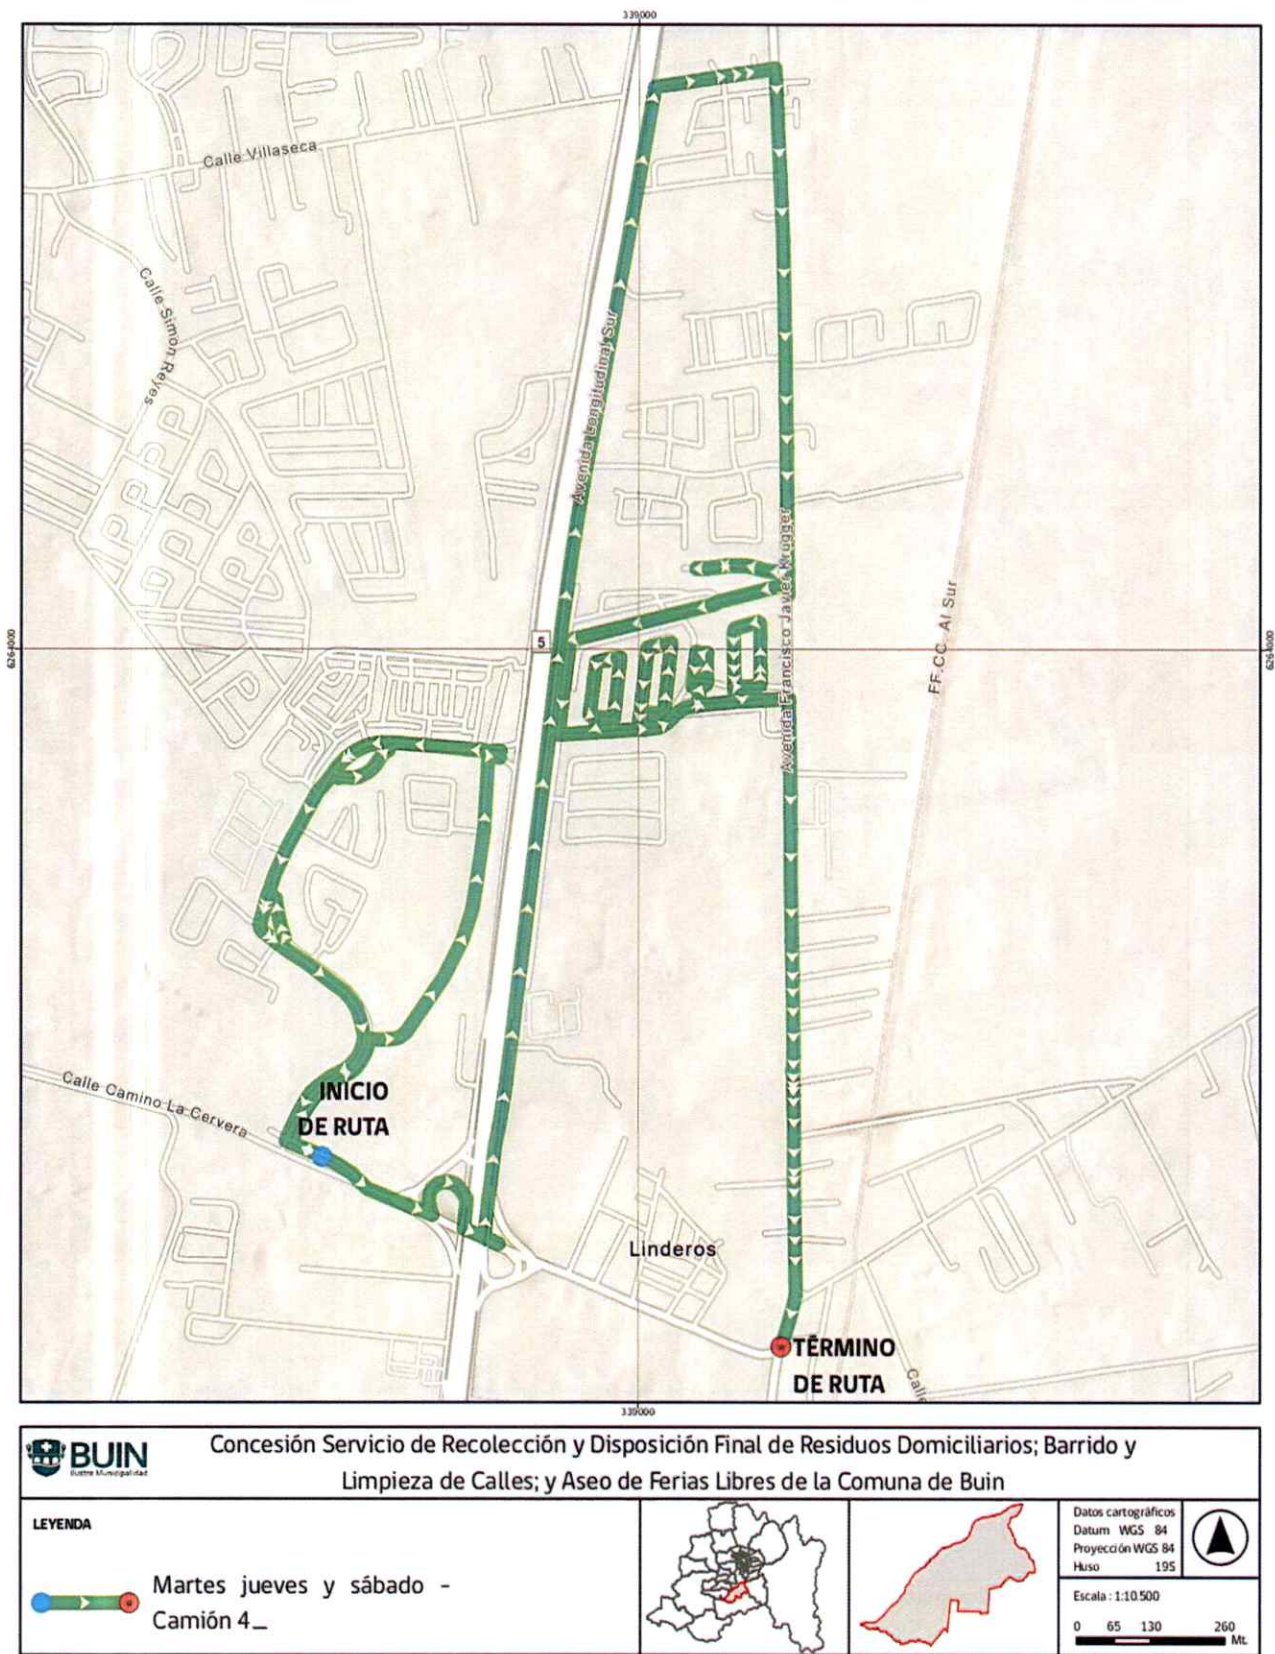 339000
Calle Villaseca
Calle Simón Reyes
Avenida Longitudinal Sur
Avenida Francisco Javier Krugger
FF.CC. Al Sur
5
6264000
6264000
Calle Camino La Cervera
INICIO
DE RUTA
Linderos
TÉRMINO
DE RUTA
Calle
339000
BUIN
Ilustre Municipalidad
Concesión Servicio de Recolección y Disposición Final de Residuos Domiciliarios; Barrido y
Limpieza de Calles; y Aseo de Ferias Libres de la Comuna de Buin
LEYENDA
Martes jueves y sábado -
Camión 4_
Datos cartográficos
Datum WGS 84
Proyección WGS 84
Huso 19S
Escala : 1:10.500
0 65 130 260
Mt.